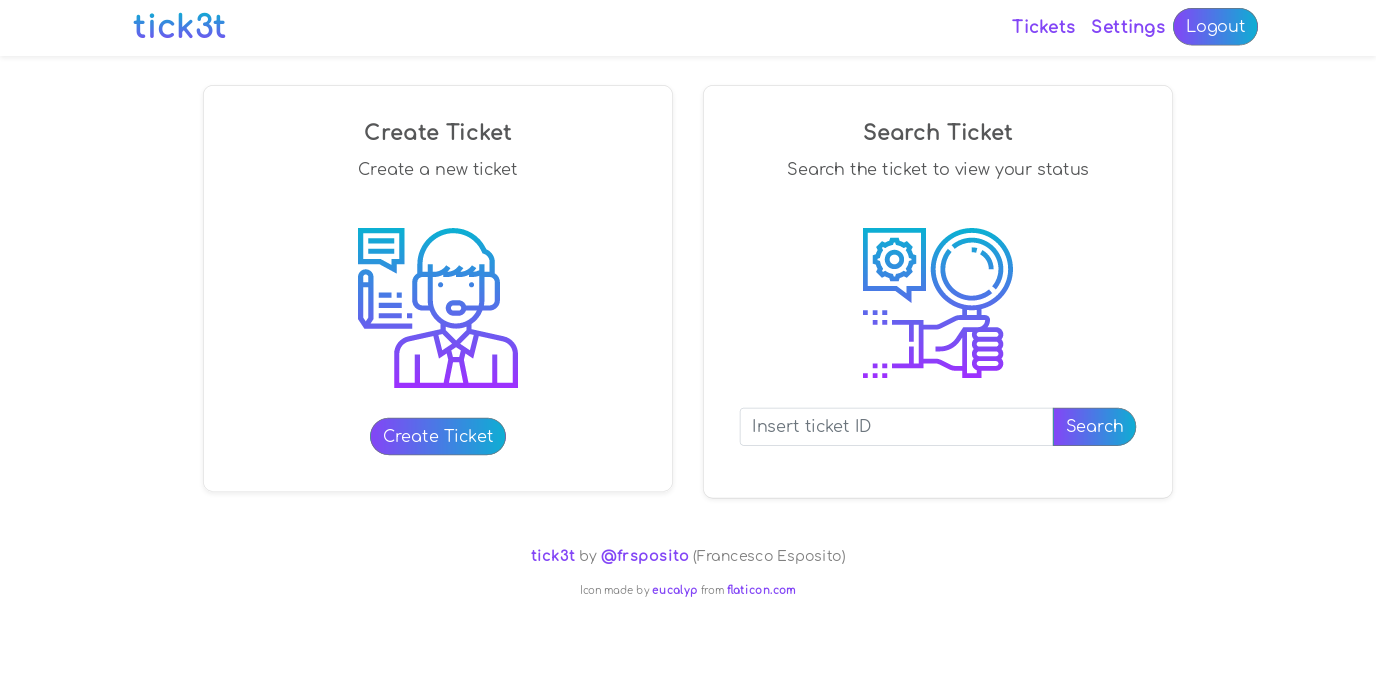 tick3t
Tickets Settings Logout
Create Ticket
Create a new ticket
Create Ticket
Search Ticket
Search the ticket to view your status
Insert ticket ID Search
tick3t by @frsposito (Francesco Esposito)
Icon made by eucalyp from flaticon.com